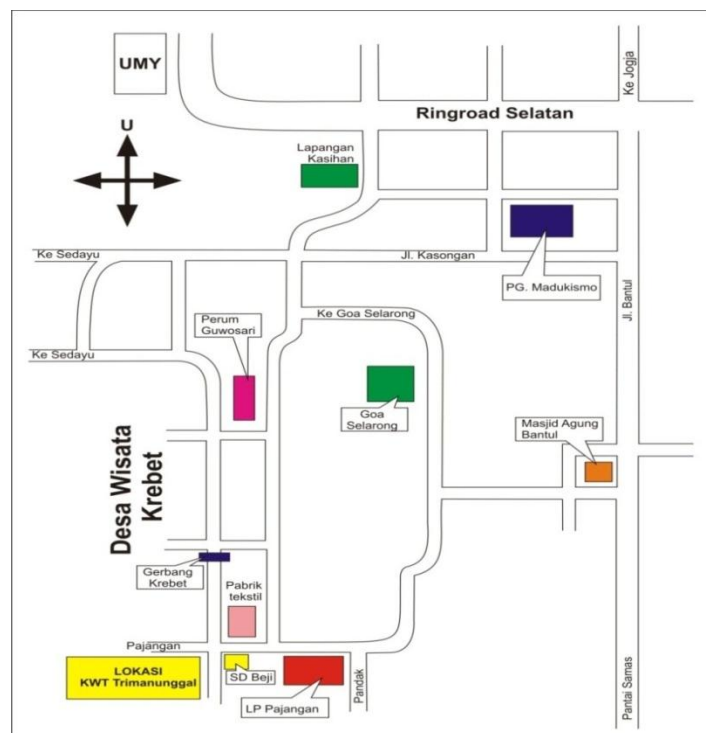 UMY
Ke Jogja
Ringroad Selatan
U
Lapangan
Kasihan
Ke Sedayu
Jl. Kasongan
PG. Madukismo
Jl. Bantul
Perum
Guwosari
Ke Goa Selarong
Ke Sedayu
Goa
Selarong
Masjid Agung
Bantul
Desa Wisata
Krebet
Gerbang
Krebet
Pabrik
tekstil
Pajangan
LOKASI
KWT Trimanunggal
SD Beji
LP Pajangan
Pandak
Pantai Samas